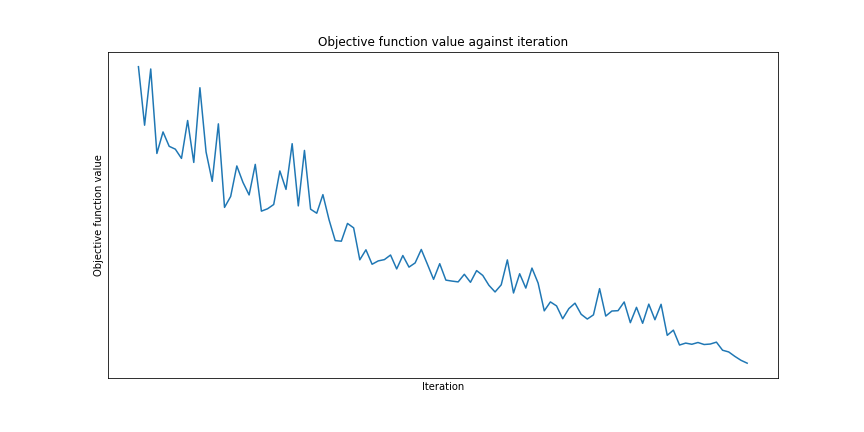 Objective function value against iteration
Objective function value
Iteration